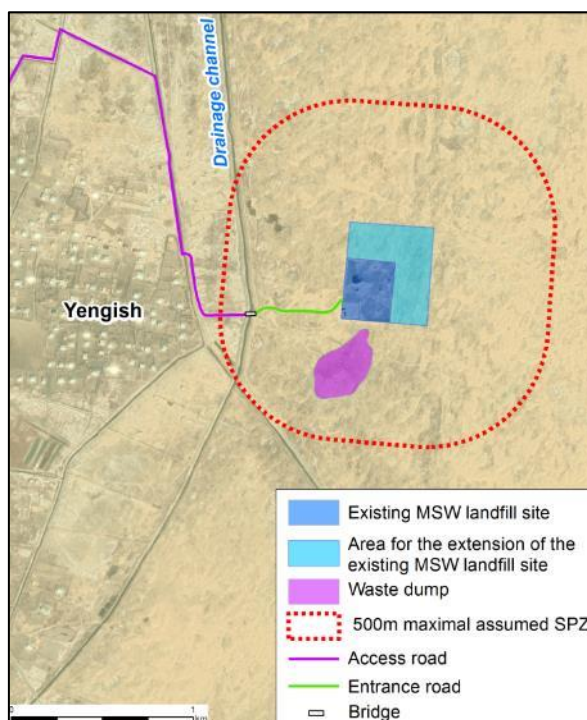 Drainage channel
Yengish
Existing MSW landfill site
Area for the extension of the
existing MSW landfill site
Waste dump
500m maximal assumed SPZ
Access road
Entrance road
Bridge
0 1
km